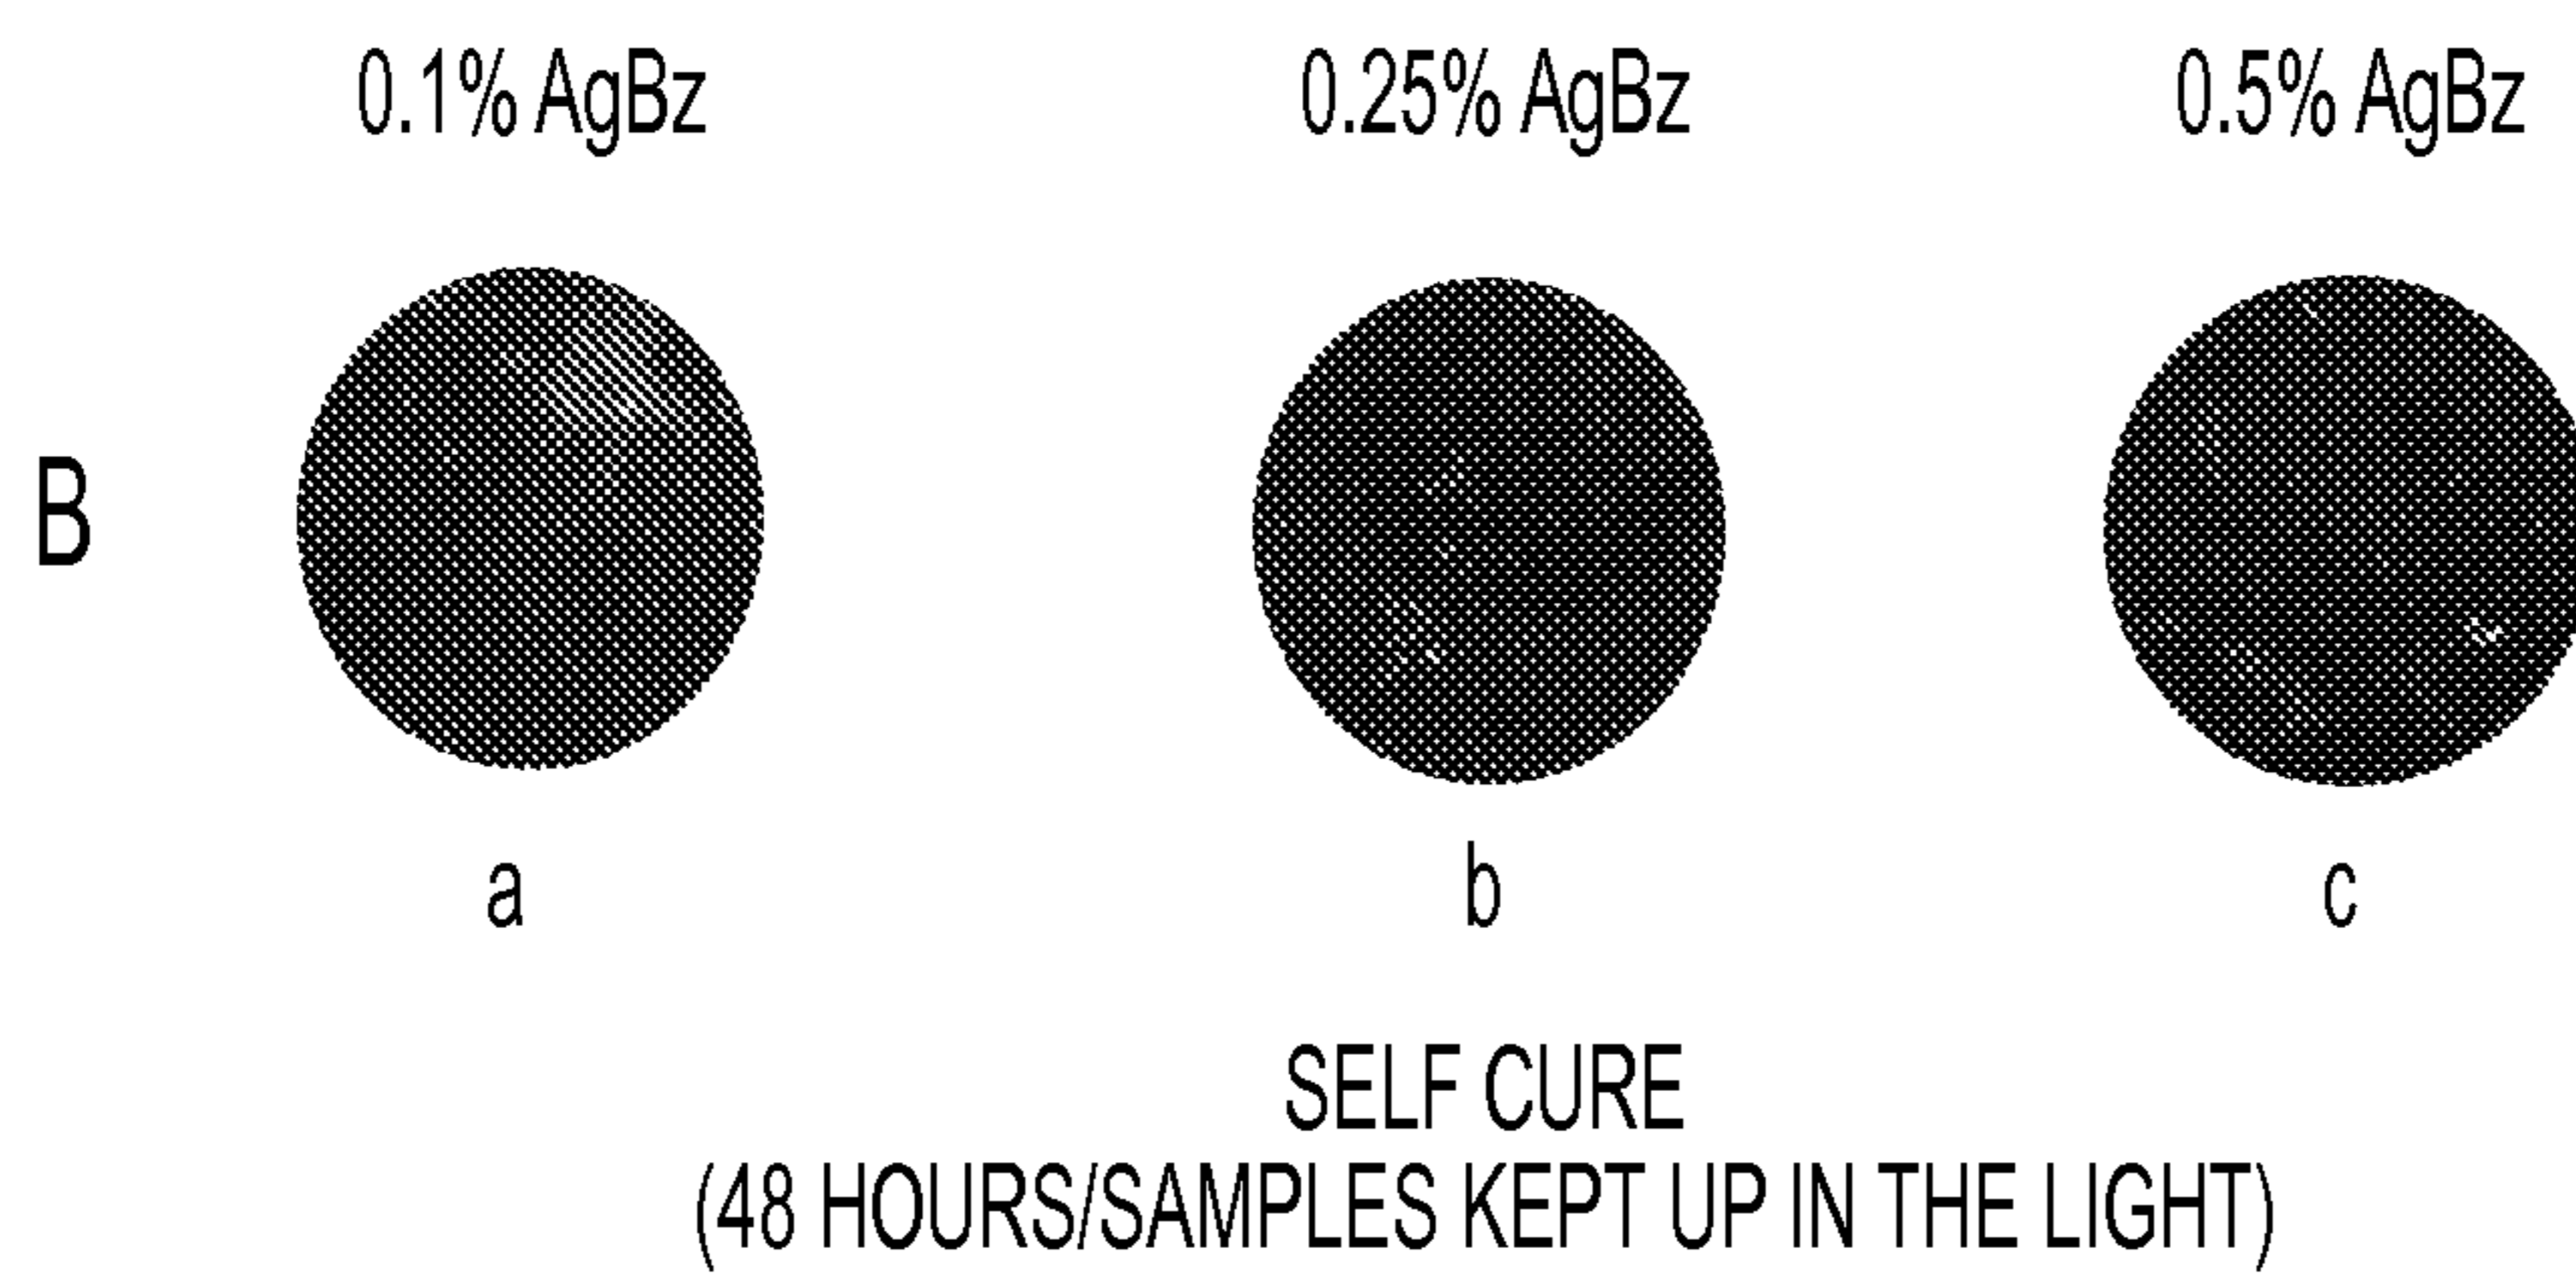 0.1% AgBz 0.25% AgBz 0.5% AgBz
B
a b c
SELF CURE
(48 HOURS/SAMPLES KEPT UP IN THE LIGHT)